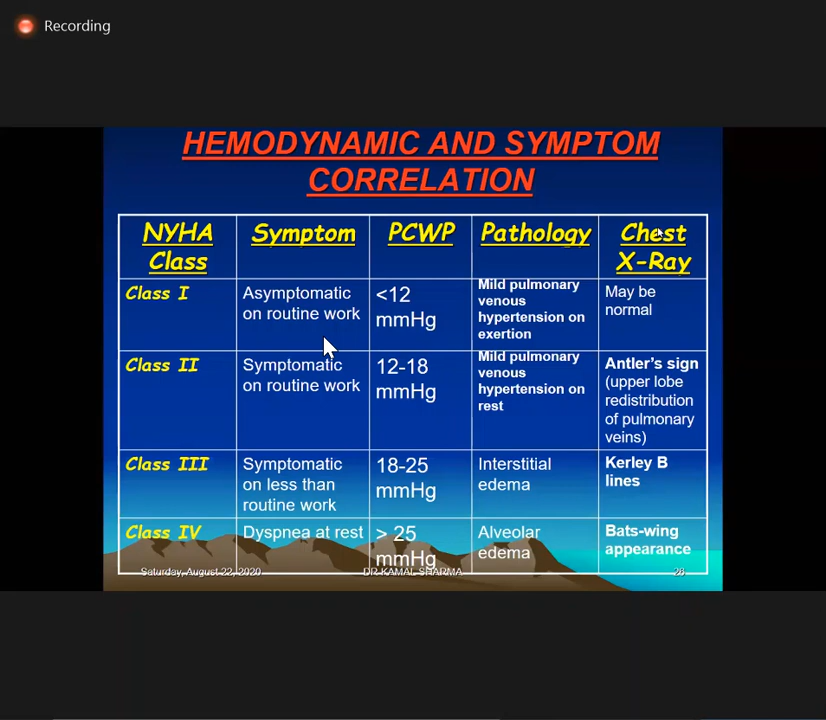 Recording
HEMODYNAMIC AND SYMPTOM
CORRELATION
NYHA
Class
Symptom
PCWP
Pathology
Chest
X-Ray
Class I
Asymptomatic
on routine work
<12
mmHg
Mild pulmonary
venous
hypertension on
exertion
May be
normal
Class II
Symptomatic
on routine work
12-18
mmHg
Mild pulmonary
venous
hypertension on
rest
Antler's sign
(upper lobe
redistribution
of pulmonary
veins)
Class III
Symptomatic
on less than
routine work
18-25
mmHg
Interstitial
edema
Kerley B
lines
Class IV
Dyspnea at rest
> 25
mmHg
Alveolar
edema
Bats-wing
appearance
Saturday, August 22, 2020
DR KAMAL SHARMA
26